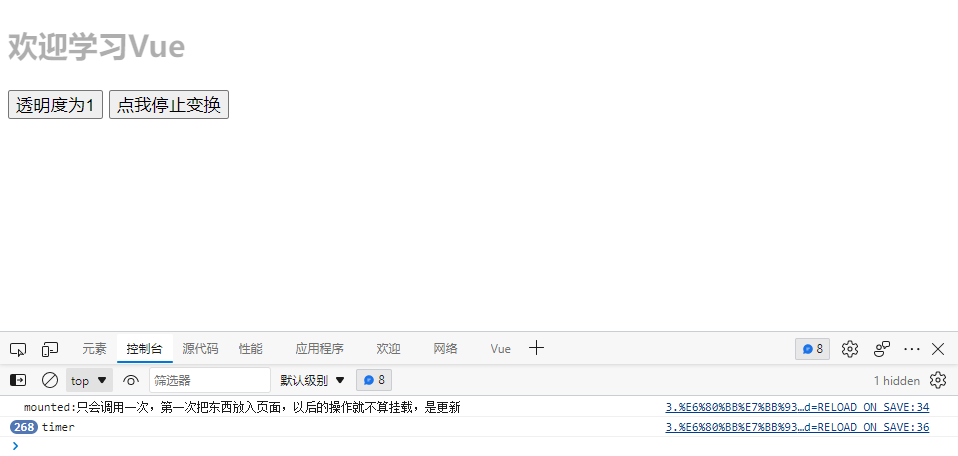 欢迎学习Vue
透明度为1 点我停止变换
元素 控制台 源代码 性能 应用程序 欢迎 网络 Vue 8
top 筛选器 默认级别 8 1 hidden
mounted:只会调用一次，第一次把东西放入页面，以后的操作就不算挂载，是更新 3.%E6%80%BB%E7%BB%93…d=RELOAD_ON_SAVE:34
268 timer 3.%E6%80%BB%E7%BB%93…d=RELOAD_ON_SAVE:36